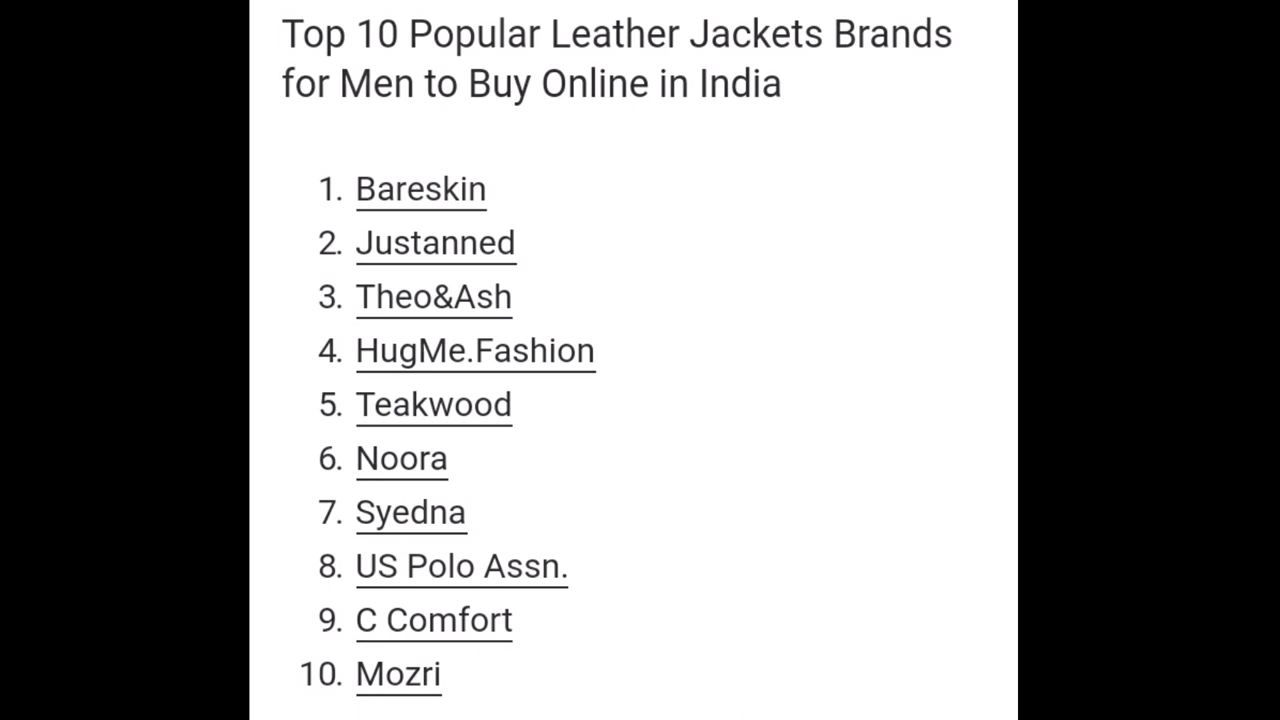 Top 10 Popular Leather Jackets Brands
for Men to Buy Online in India
1. Bareskin
2. Justanned
3. Theo&Ash
4. HugMe.Fashion
5. Teakwood
6. Noora
7. Syedna
8. US Polo Assn.
9. C Comfort
10. Mozri